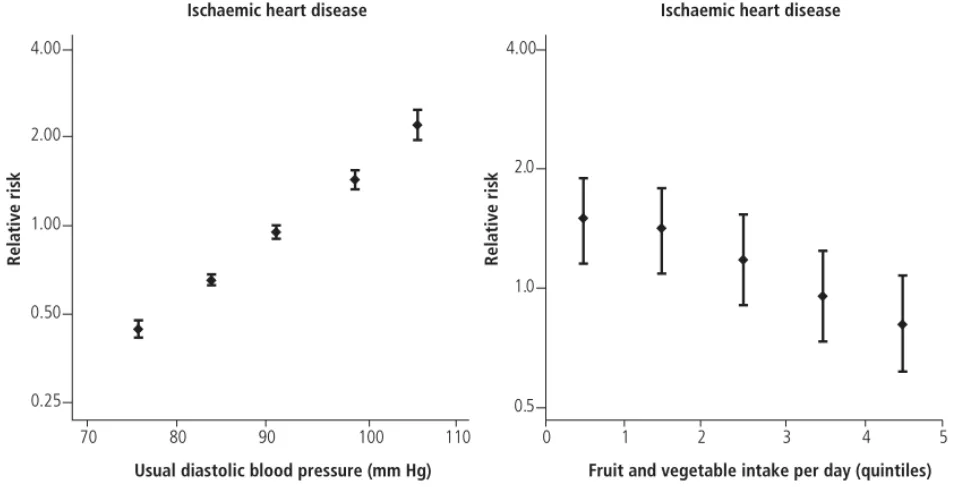 Ischaemic heart disease
4.00
2.00
1.00
0.50
0.25
Relative risk
70 80 90 100 110
Usual diastolic blood pressure (mm Hg)
Ischaemic heart disease
4.00
2.0
1.0
0.5
Relative risk
0 1 2 3 4 5
Fruit and vegetable intake per day (quintiles)